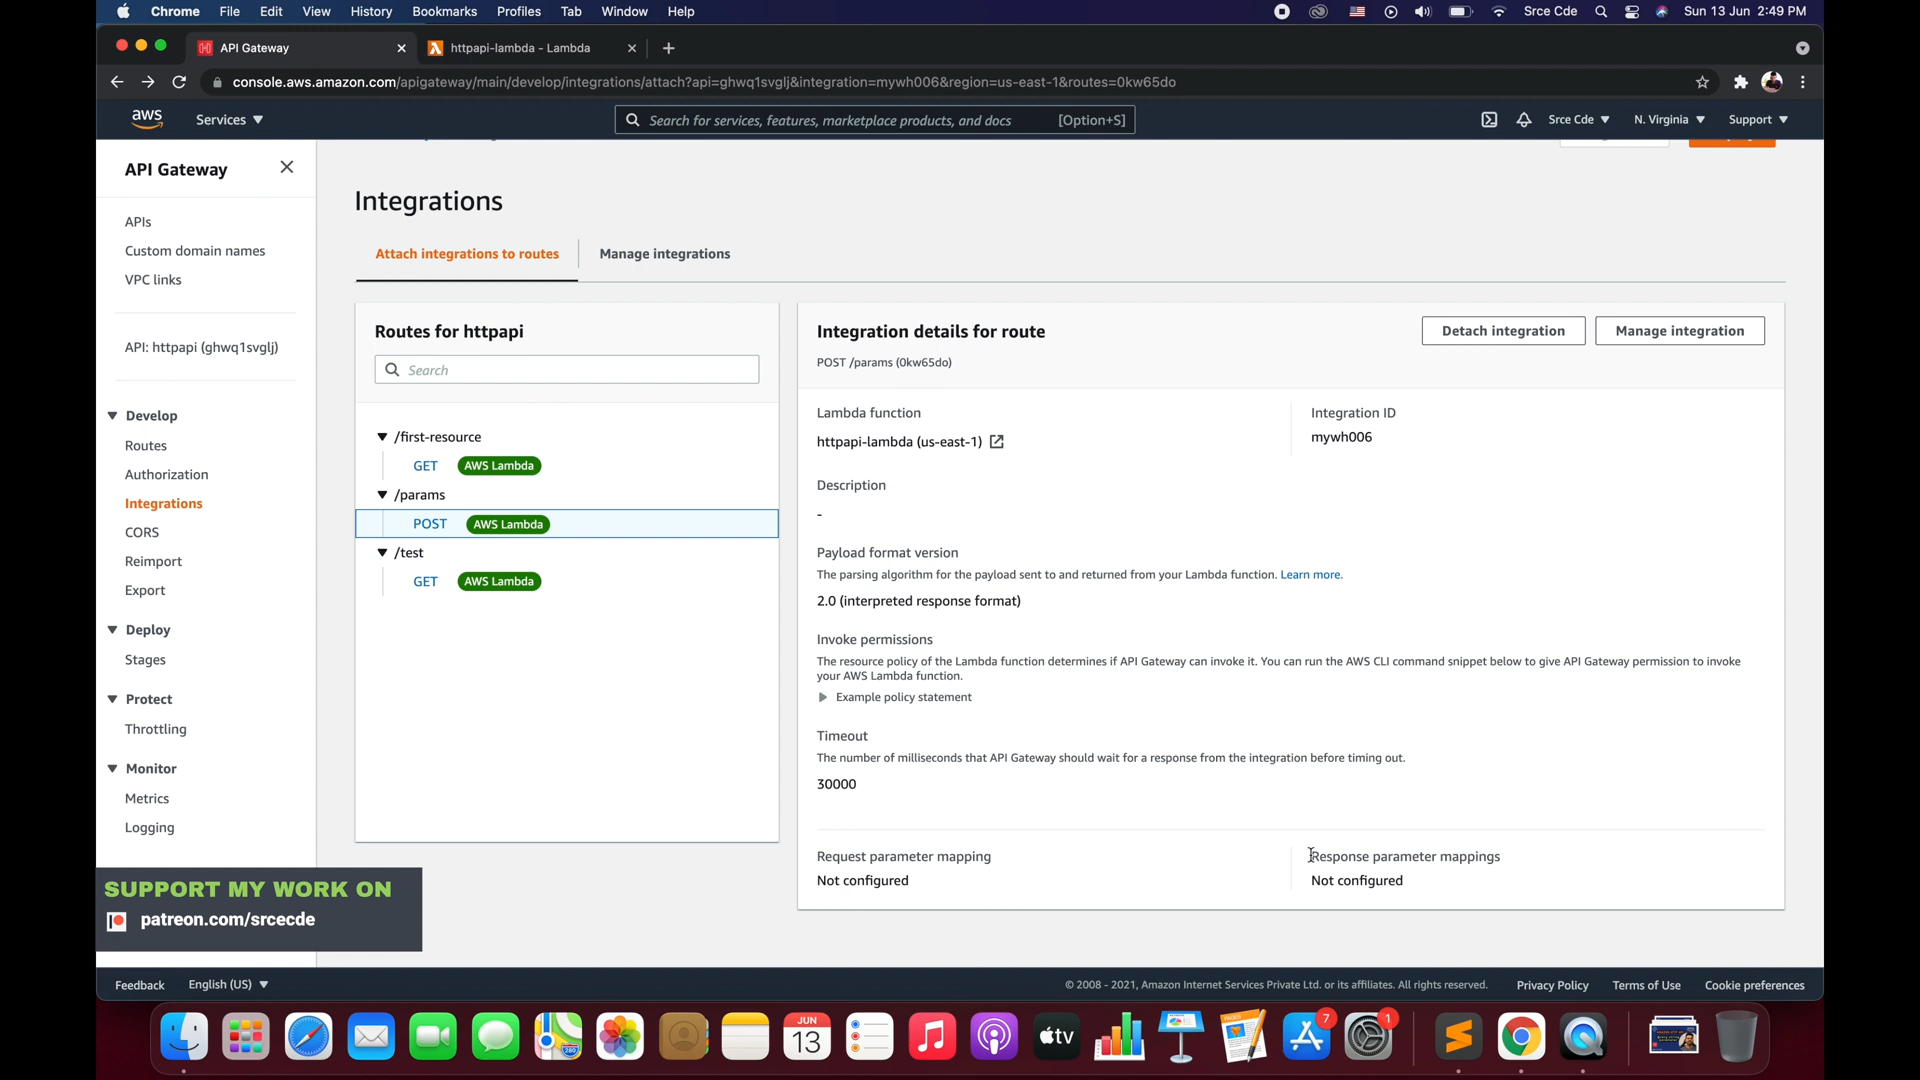 Chrome File Edit View History Bookmarks Profiles Tab Window Help Srce Cde Sun 13 Jun 2:49 PM
API Gateway httpapi-lambda - Lambda
console.aws.amazon.com/apigateway/main/develop/integrations/attach?api=ghwq1svglj&integration=mywh006&region=us-east-1&routes=0kw65do
aws Services Search for services, features, marketplace products, and docs [Option+S] Srce Cde N. Virginia Support
API Gateway
APIs
Custom domain names
VPC links
API: httpapi (ghwq1svglj)
Develop
Routes
Authorization
Integrations
CORS
Reimport
Export
Deploy
Stages
Protect
Throttling
Monitor
Metrics
Logging
SUPPORT MY WORK ON
patreon.com/srcecde
Integrations
Attach integrations to routes Manage integrations
Routes for httpapi
Search
/first-resource
GET AWS Lambda
/params
POST AWS Lambda
/test
GET AWS Lambda
Integration details for route
Detach integration Manage integration
POST /params (0kw65do)
Lambda function
httpapi-lambda (us-east-1)
Integration ID
mywh006
Description
-
Payload format version
The parsing algorithm for the payload sent to and returned from your Lambda function. Learn more.
2.0 (interpreted response format)
Invoke permissions
The resource policy of the Lambda function determines if API Gateway can invoke it. You can run the AWS CLI command snippet below to give API Gateway permission to invoke
your AWS Lambda function.
Example policy statement
Timeout
The number of milliseconds that API Gateway should wait for a response from the integration before timing out.
30000
Request parameter mapping
Not configured
Response parameter mappings
Not configured
Feedback English (US) © 2008 - 2021, Amazon Internet Services Private Ltd. or its affiliates. All rights reserved. Privacy Policy Terms of Use Cookie preferences
JUN
13
280
tv
7
1